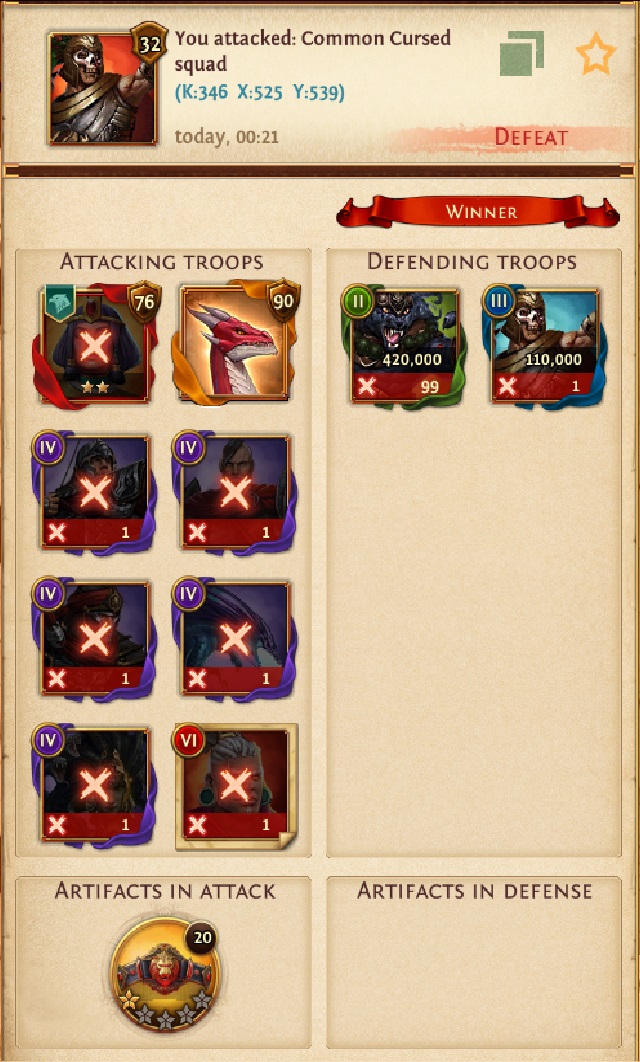 32
You attacked: Common Cursed
squad
(K:346 X:525 Y:539)
today, 00:21
DEFEAT
WINNER
ATTACKING TROOPS
76
90
IV
1
IV
1
IV
1
IV
1
IV
1
VI
1
DEFENDING TROOPS
II
420,000
99
III
110,000
1
ARTIFACTS IN ATTACK
20
ARTIFACTS IN DEFENSE